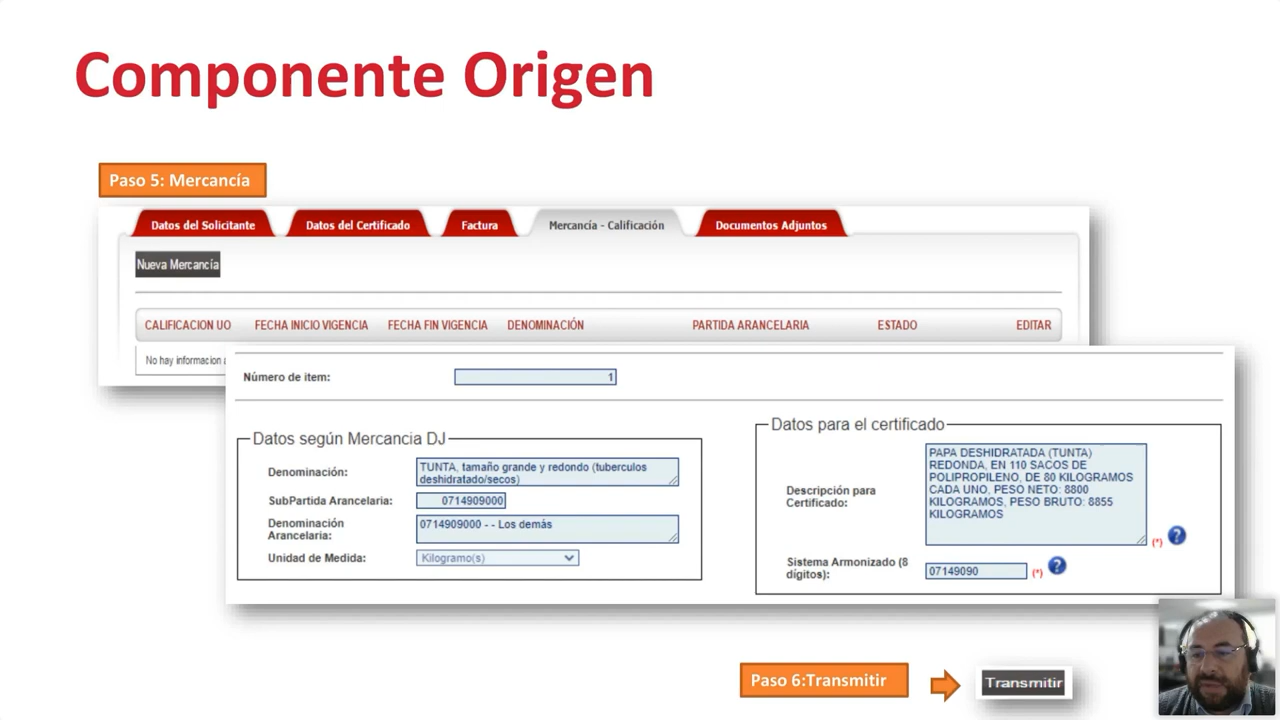 Componente Origen
Paso 5: Mercancía
Datos del Solicitante
Datos del Certificado
Factura
Mercancía - Calificación
Documentos Adjuntos
Nueva Mercancía
CALIFICACION UO
FECHA INICIO VIGENCIA
FECHA FIN VIGENCIA
DENOMINACIÓN
PARTIDA ARANCELARIA
ESTADO
EDITAR
No hay informacion
Número de item:
1
Datos según Mercancia DJ
Denominación:
TUNTA, tamaño grande y redondo (tuberculos
deshidratado/secos)
SubPartida Arancelaria:
0714909000
Denominación
Arancelaria:
0714909000 - - Los demás
Unidad de Medida:
Kilogramo(s)
Datos para el certificado
Descripción para
Certificado:
PAPA DESHIDRATADA (TUNTA)
REDONDA, EN 110 SACOS DE
POLIPROPILENO, DE 80 KILOGRAMOS
CADA UNO, PESO NETO: 8800
KILOGRAMOS, PESO BRUTO: 8855
KILOGRAMOS
(*)
?
Sistema Armonizado (8
dígitos):
07149090
(*)
?
Paso 6:Transmitir
Transmitir